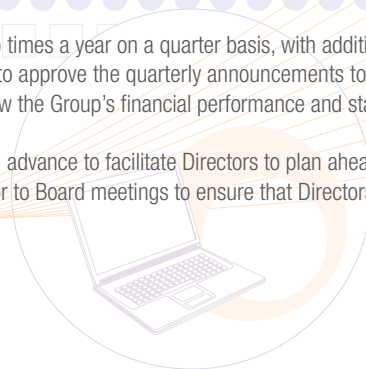 times a year on a quarter basis, with additi
to approve the quarterly announcements to
w the Group's financial performance and sta
advance to facilitate Directors to plan ahea
or to Board meetings to ensure that Directors